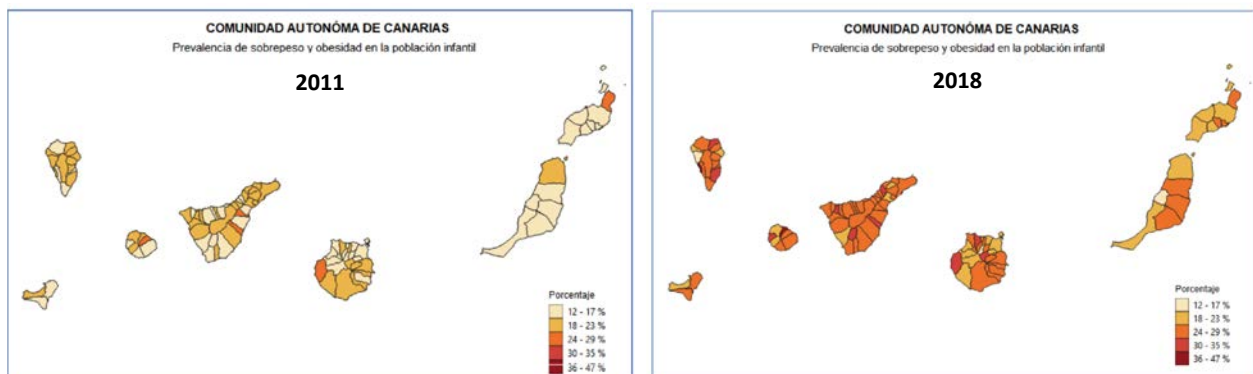 COMUNIDAD AUTONÓMA DE CANARIAS
Prevalencia de sobrepeso y obesidad en la población infantil
2011
Porcentaje
12 - 17 %
18 - 23 %
24 - 29 %
30 - 35 %
36 - 47 %
COMUNIDAD AUTONÓMA DE CANARIAS
Prevalencia de sobrepeso y obesidad en la población infantil
2018
Porcentaje
12 - 17 %
18 - 23 %
24 - 29 %
30 - 35 %
36 - 47 %